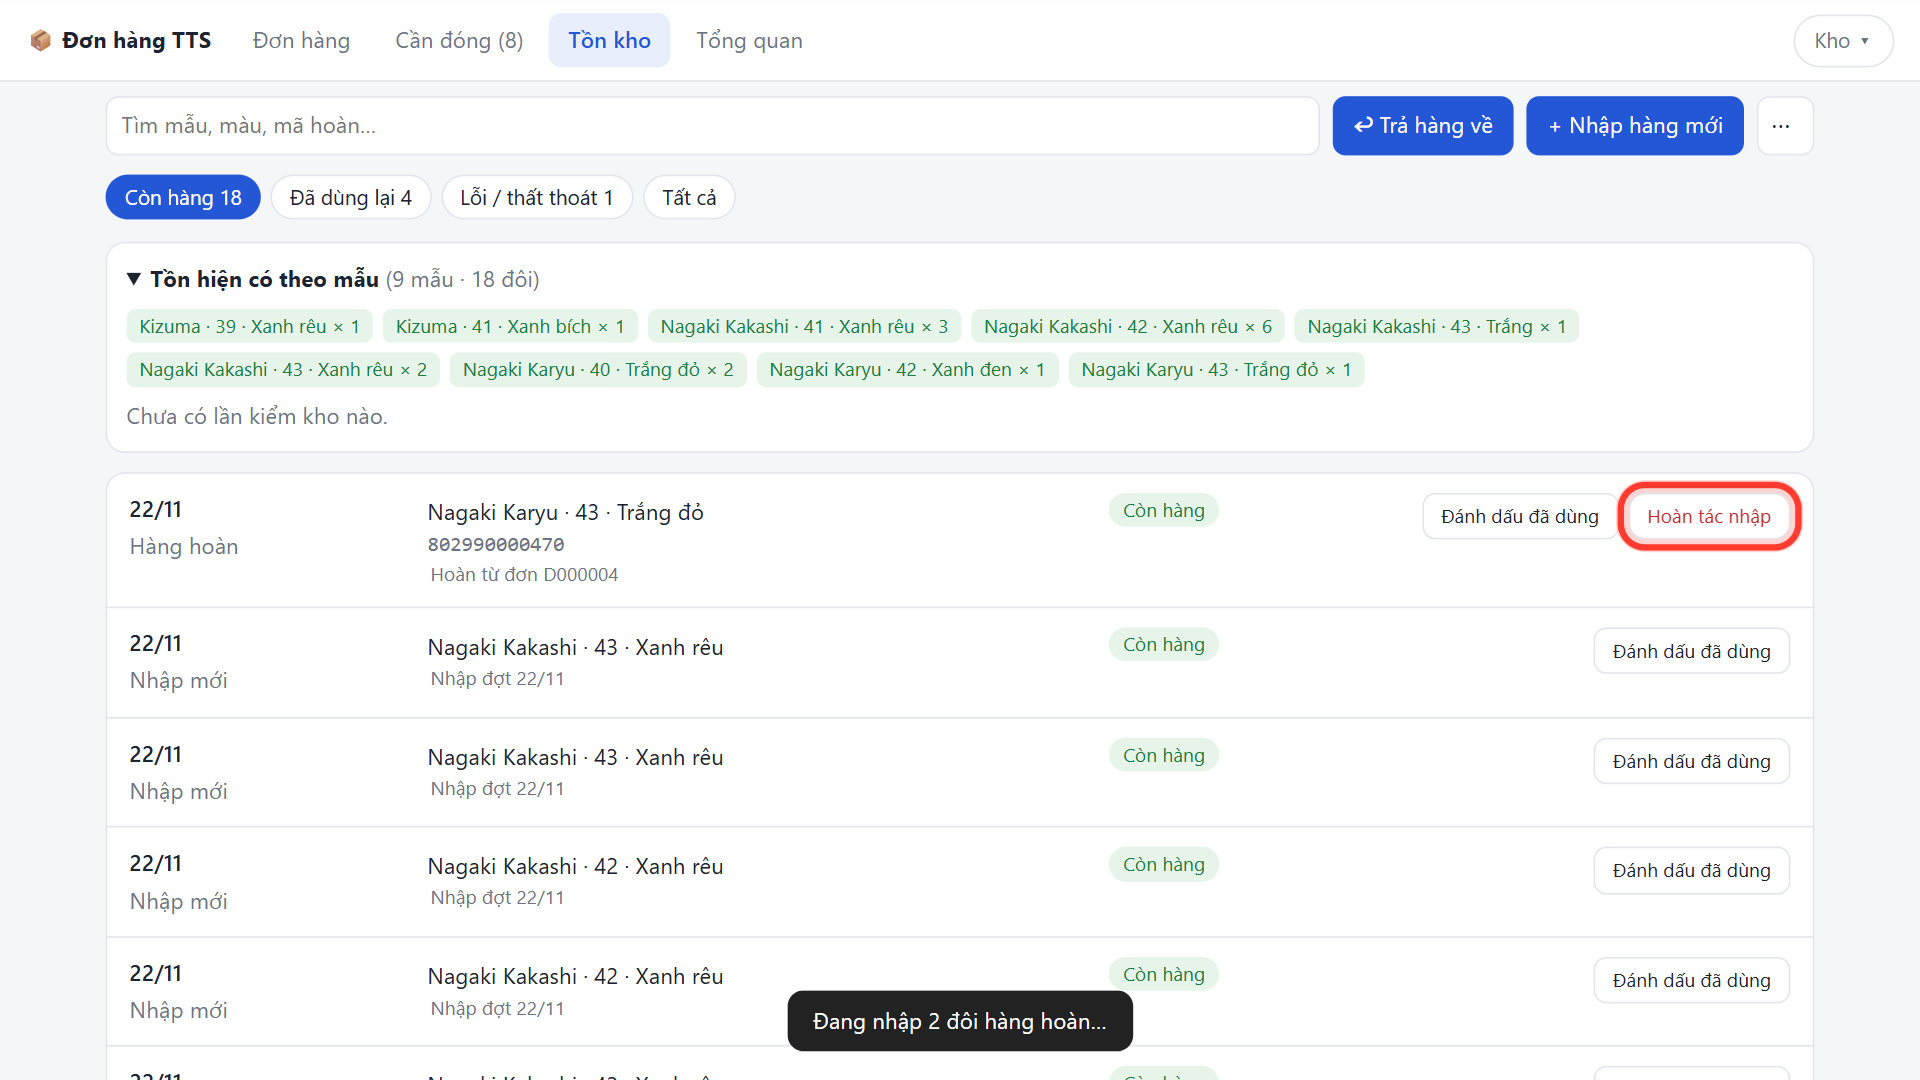 Đơn hàng TTS Đơn hàng Cần đóng (8) Tồn kho Tổng quan Kho ▾
Tìm mẫu, màu, mã hoàn... ↩ Trả hàng về + Nhập hàng mới ...
Còn hàng 18 Đã dùng lại 4 Lỗi / thất thoát 1 Tất cả
▼ Tồn hiện có theo mẫu (9 mẫu · 18 đôi)
Kizuma · 39 · Xanh rêu × 1 Kizuma · 41 · Xanh bích × 1 Nagaki Kakashi · 41 · Xanh rêu × 3 Nagaki Kakashi · 42 · Xanh rêu × 6 Nagaki Kakashi · 43 · Trắng × 1
Nagaki Kakashi · 43 · Xanh rêu × 2 Nagaki Karyu · 40 · Trắng đỏ × 2 Nagaki Karyu · 42 · Xanh đen × 1 Nagaki Karyu · 43 · Trắng đỏ × 1
Chưa có lần kiểm kho nào.
22/11 Nagaki Karyu · 43 · Trắng đỏ Còn hàng Đánh dấu đã dùng Hoàn tác nhập
Hàng hoàn 802990000470
Hoàn từ đơn D000004
22/11 Nagaki Kakashi · 43 · Xanh rêu Còn hàng Đánh dấu đã dùng
Nhập mới Nhập đợt 22/11
22/11 Nagaki Kakashi · 43 · Xanh rêu Còn hàng Đánh dấu đã dùng
Nhập mới Nhập đợt 22/11
22/11 Nagaki Kakashi · 42 · Xanh rêu Còn hàng Đánh dấu đã dùng
Nhập mới Nhập đợt 22/11
22/11 Nagaki Kakashi · 42 · Xanh rêu Còn hàng Đánh dấu đã dùng
Nhập mới Nhập đợt 22/11
Đang nhập 2 đôi hàng hoàn...